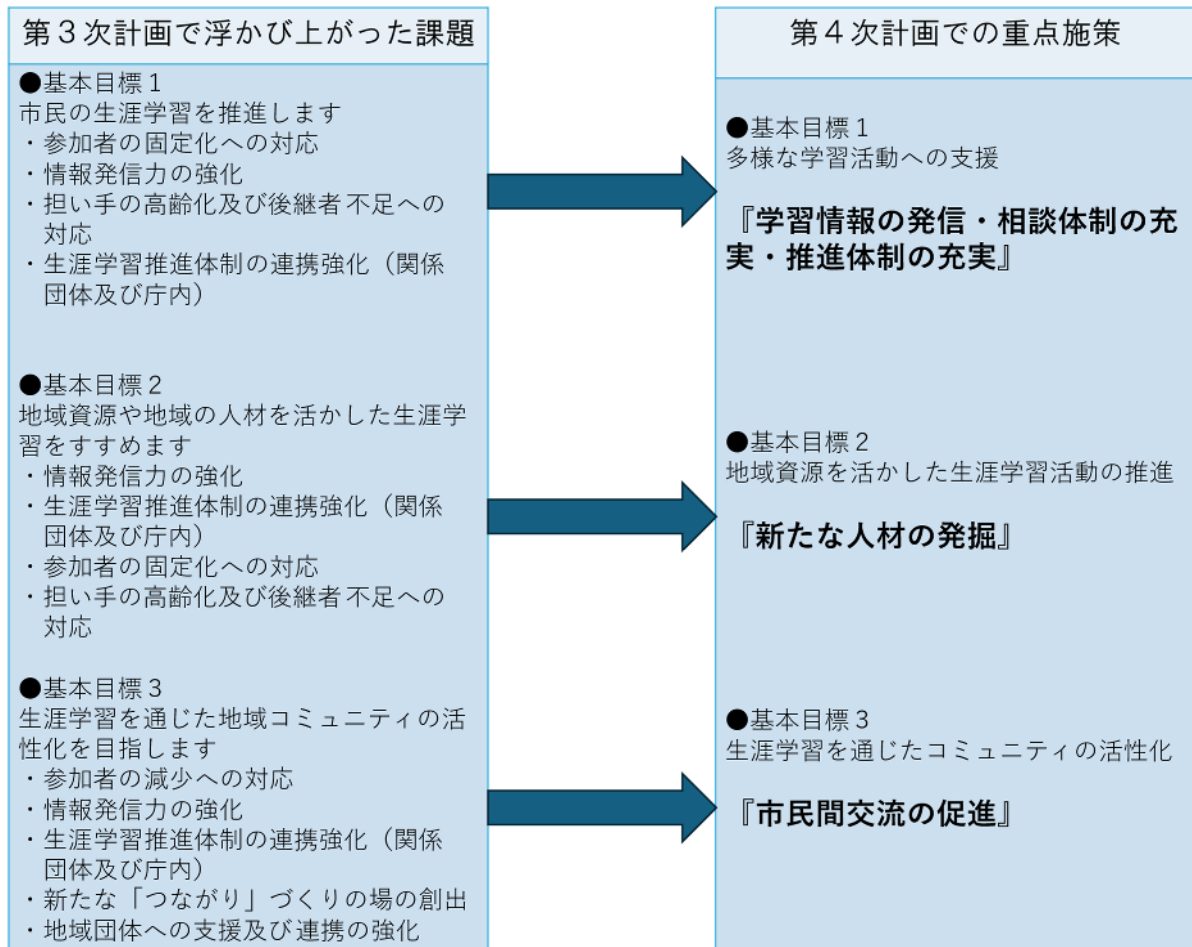 第３次計画で浮かび上がった課題
●基本目標１
市民の生涯学習を推進します
・参加者の固定化への対応
・情報発信力の強化
・担い手の高齢化及び後継者不足への
対応
・生涯学習推進体制の連携強化（関係
団体及び庁内）
●基本目標２
地域資源や地域の人材を活かした生涯学
習をすすめます
・情報発信力の強化
・生涯学習推進体制の連携強化（関係
団体及び庁内）
・参加者の固定化への対応
・担い手の高齢化及び後継者不足への
対応
●基本目標３
生涯学習を通じた地域コミュニティの活
性化を目指します
・参加者の減少への対応
・情報発信力の強化
・生涯学習推進体制の連携強化（関係
団体及び庁内）
・新たな「つながり」づくりの場の創出
・地域団体への支援及び連携の強化
第４次計画での重点施策
●基本目標１
多様な学習活動への支援
『学習情報の発信・相談体制の充
実・推進体制の充実』
●基本目標２
地域資源を活かした生涯学習活動の推進
『新たな人材の発掘』
●基本目標３
生涯学習を通じたコミュニティの活性化
『市民間交流の促進』